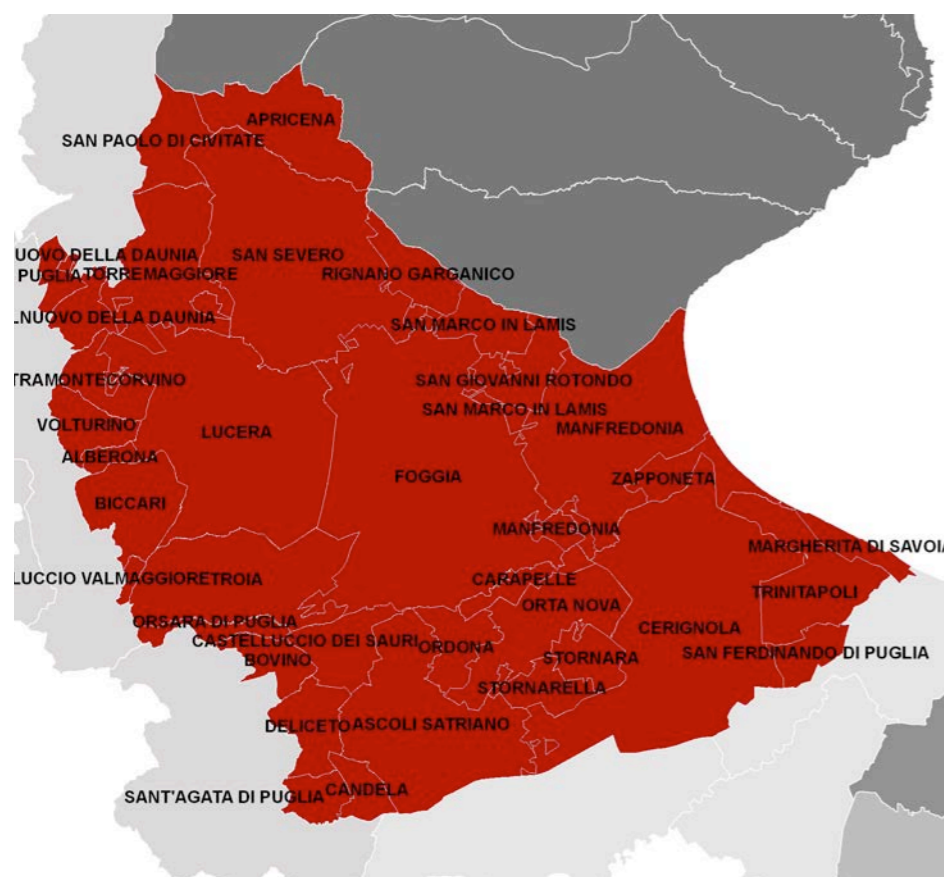 APRICENA
SAN PAOLO DI CIVITATE
UOVO DELLA DAUNIA
SAN SEVERO
PUGLIA
TORREMAGGIORE
RIGNANO GARGANICO
LNUOVO DELLA DAUNIA
SAN MARCO IN LAMIS
TRAMONTECORVINO
SAN GIOVANNI ROTONDO
SAN MARCO IN LAMIS
VOLTURINO
LUCERA
MANFREDONIA
ALBERONA
FOGGIA
ZAPPONETA
BICCARI
MANFREDONIA
MARGHERITA DI SAVOIA
LUCCIO VALMAGGIORE
TROIA
CARAPELLE
TRINITAPOLI
ORTA NOVA
ORSARA DI PUGLIA
CERIGNOLA
CASTELLUCCIO DEI SAURI
ORDONA
SAN FERDINANDO DI PUGLIA
BOVINO
STORNARA
STORNARELLA
DELICETO
ASCOLI SATRIANO
SANT'AGATA DI PUGLIA
CANDELA